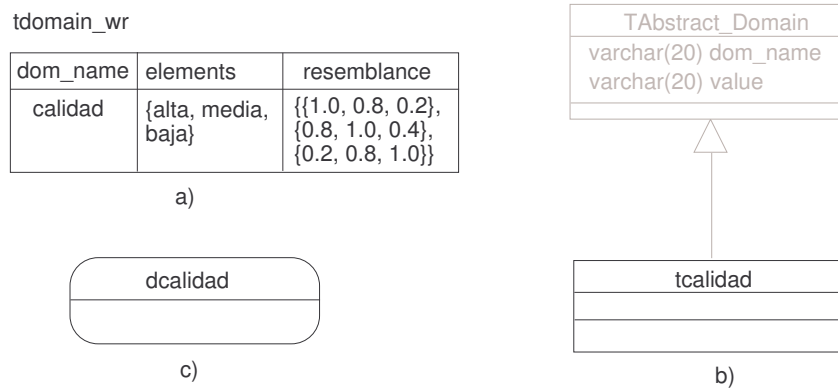 tdomain_wr
dom_name elements resemblance
calidad {alta, media, {{1.0, 0.8, 0.2},
baja} {0.8, 1.0, 0.4},
{0.2, 0.8, 1.0}}
a)
dcalidad
c)
TAbstract_Domain
varchar(20) dom_name
varchar(20) value
tcalidad
b)